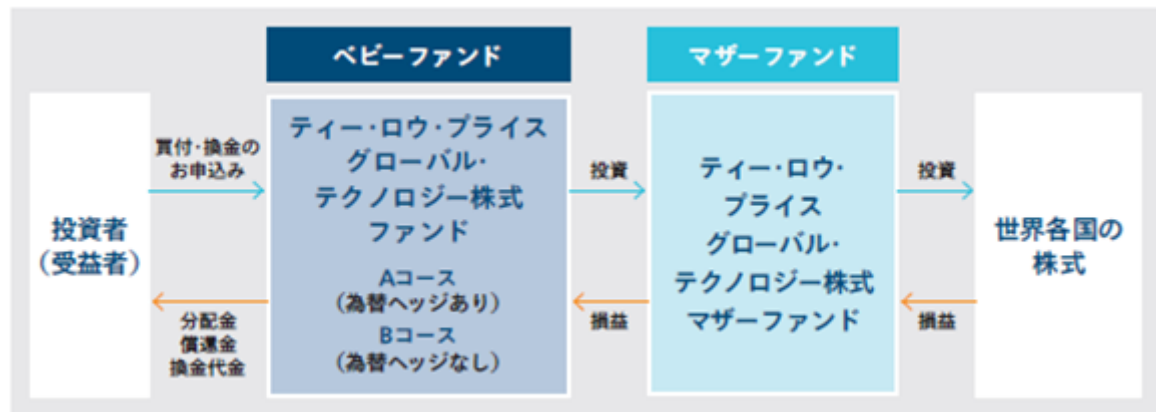 ベビーファンド
マザーファンド
投資者
（受益者）
買付・換金の
お申込み
分配金
償還金
換金代金
ティー・ロウ・プライス
グローバル・
テクノロジー株式
ファンド
Aコース
（為替ヘッジあり）
Bコース
（為替ヘッジなし）
投資
損益
ティー・ロウ・
プライス
グローバル・
テクノロジー株式
マザーファンド
投資
損益
世界各国の
株式